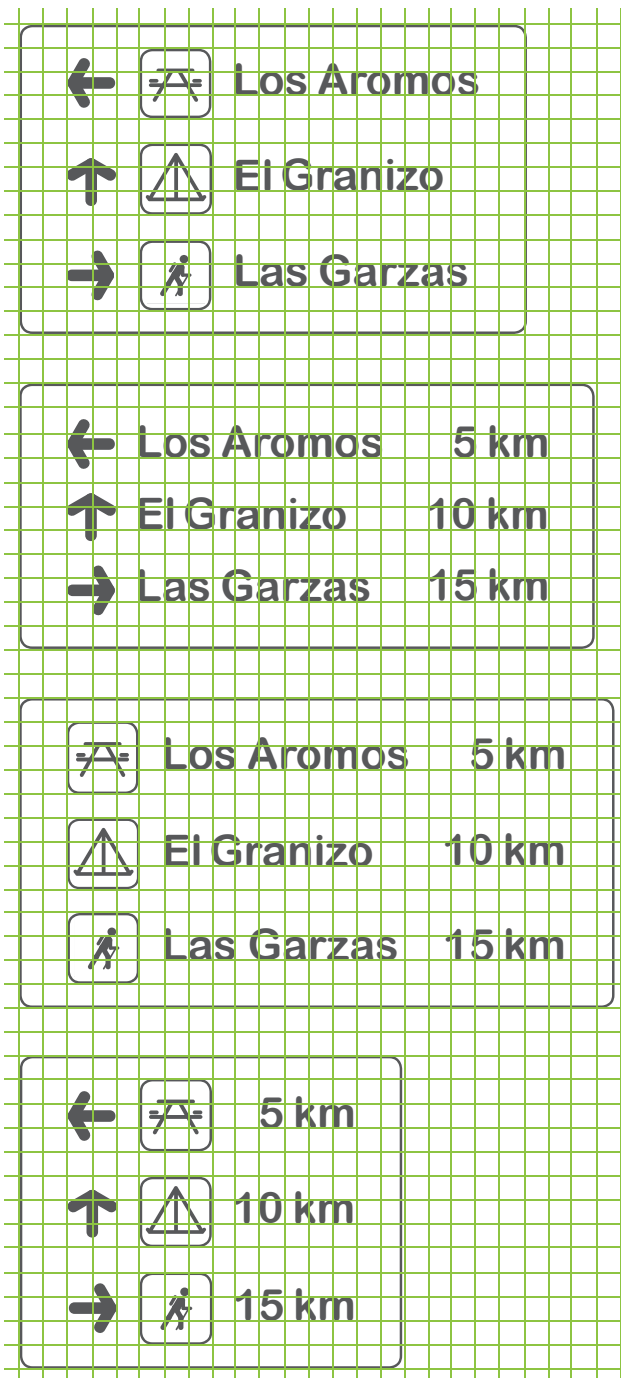 Los Aromos
El Granizo
Las Garzas
Los Aromos 5 km
El Granizo 10 km
Las Garzas 15 km
Los Aromos 5 km
El Granizo 10 km
Las Garzas 15 km
5 km
10 km
15 km